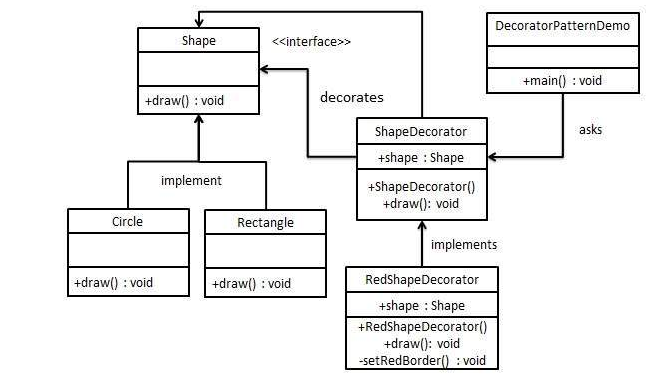 Shape
+draw() : void
<<interface>>
DecoratorPatternDemo
+main() : void
decorates
asks
ShapeDecorator
+shape : Shape
+ShapeDecorator()
+draw(): void
implement
Circle
+draw() : void
Rectangle
+draw() : void
implements
RedShapeDecorator
+shape : Shape
+RedShapeDecorator()
+draw(): void
-setRedBorder() : void